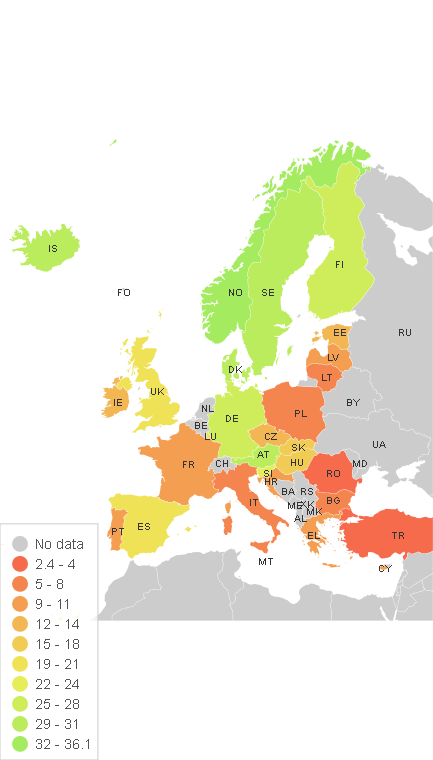 IS
FO
NO
SE
FI
RU
EE
LV
LT
DK
IE
UK
NL
BE
LU
DE
PL
BY
CZ
SK
UA
FR
CH
AT
HU
MD
SI
HR
RO
BA
RS
IT
ME
XK
BG
MK
AL
PT
ES
EL
TR
MT
CY
No data
2.4 - 4
5 - 8
9 - 11
12 - 14
15 - 18
19 - 21
22 - 24
25 - 28
29 - 31
32 - 36.1